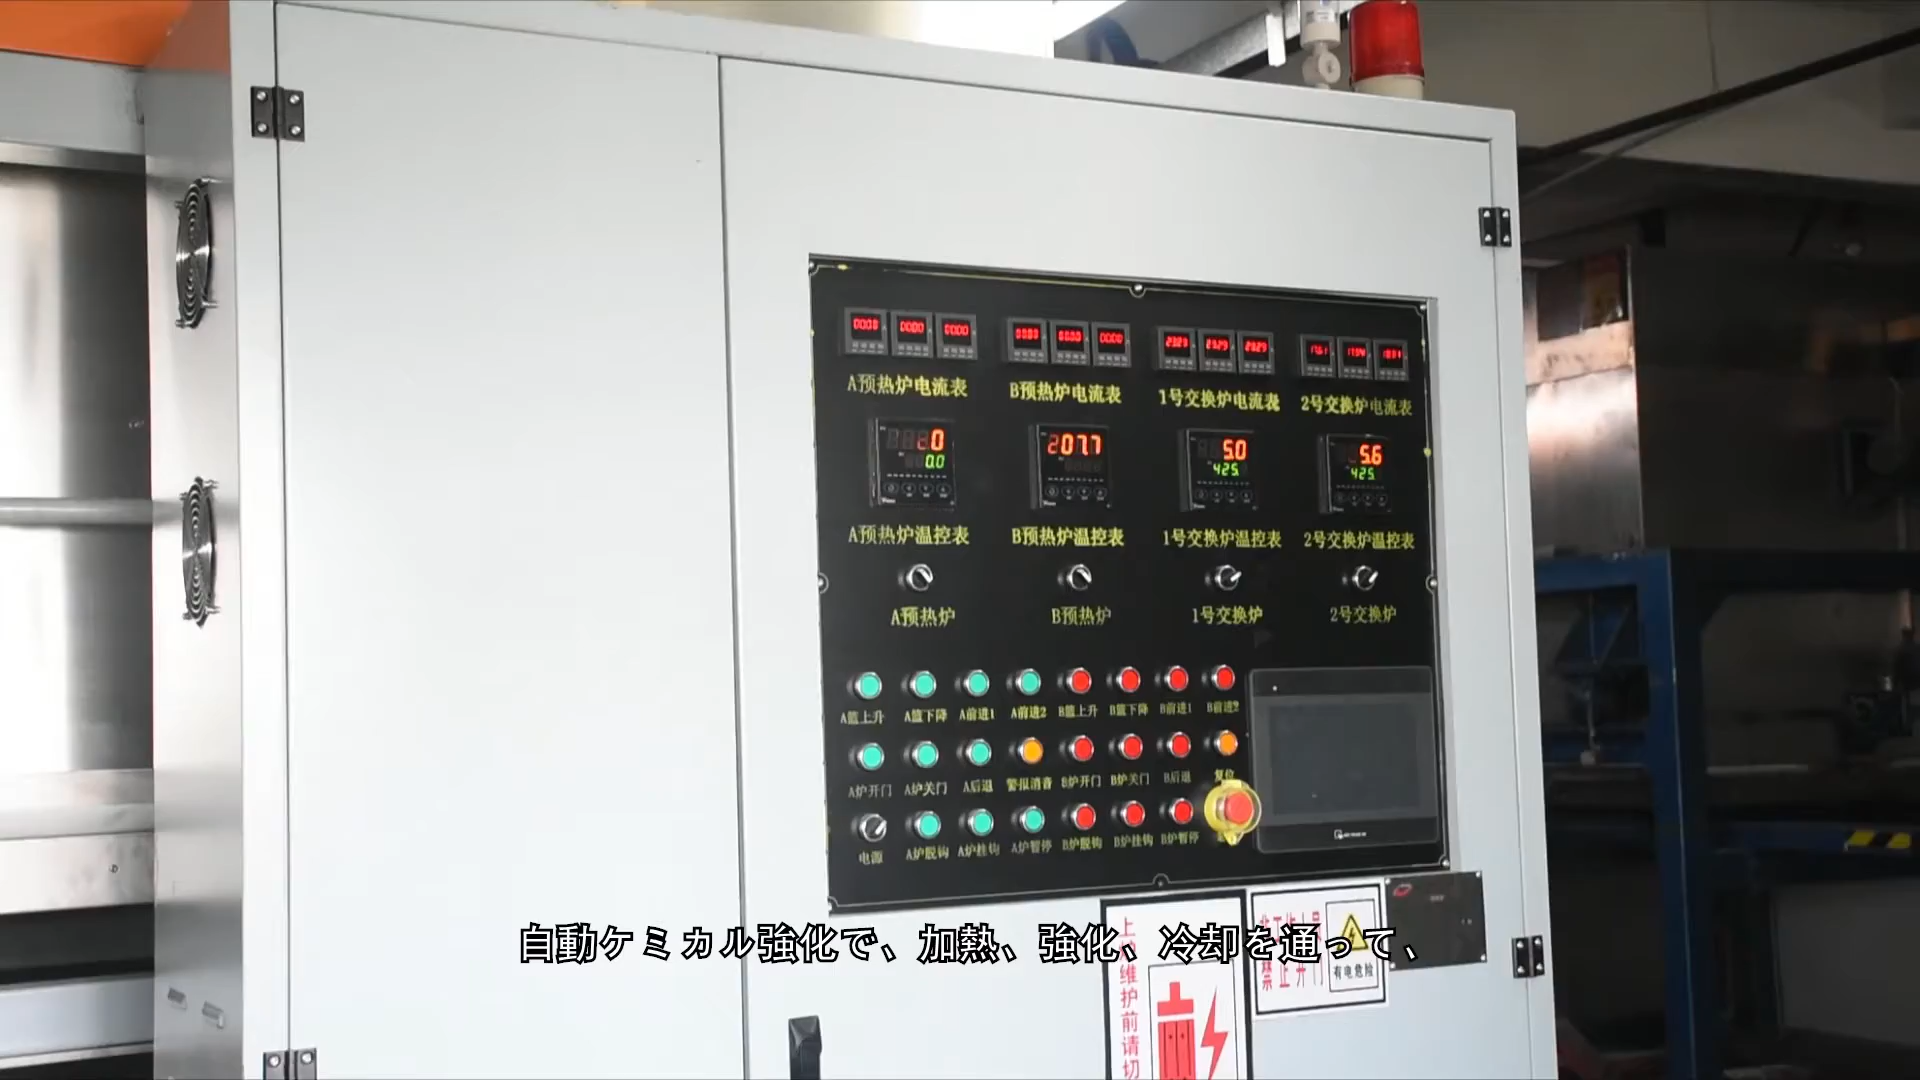 A预热炉电流表 B预热炉电流表 1号交换炉电流表 2号交换炉电流表
207.7 5.0 5.6
0.0 425. 425.
A预热炉温控表 B预热炉温控表 1号交换炉温控表 2号交换炉温控表
A预热炉 B预热炉 1号交换炉 2号交换炉
A篮上升 A篮下降 A前进1 A前进2 B篮上升 B篮下降 B前进1 B前进2
A炉开门 A炉关门 A后退 警报消音 B炉开门 B炉关门 B后退 复位
电源 A炉脱钩 A炉挂钩 A炉暂停 B炉脱钩 B炉挂钩 B炉暂停
自動ケミカル強化で、加熱、強化、冷却を通って、
有电危险
维护前请切